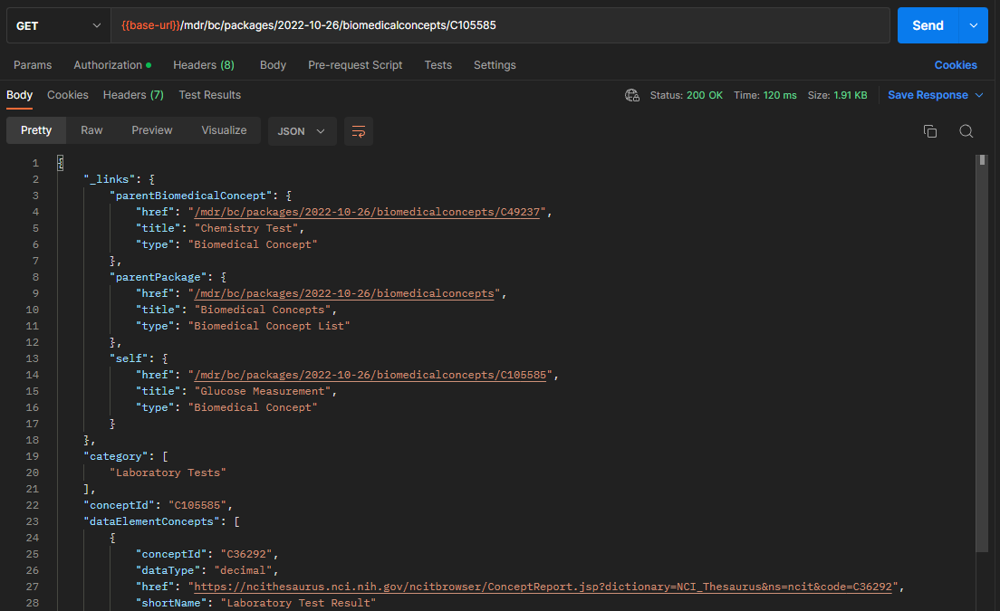 GET {{base-url}}/mdr/bc/packages/2022-10-26/biomedicalconcepts/C105585 Send
Params Authorization Headers (8) Body Pre-request Script Tests Settings Cookies
Body Cookies Headers (7) Test Results Status: 200 OK Time: 120 ms Size: 1.91 KB Save Response
Pretty Raw Preview Visualize JSON
1 {
2 "_links": {
3 "parentBiomedicalConcept": {
4 "href": "/mdr/bc/packages/2022-10-26/biomedicalconcepts/C49237",
5 "title": "Chemistry Test",
6 "type": "Biomedical Concept"
7 },
8 "parentPackage": {
9 "href": "/mdr/bc/packages/2022-10-26/biomedicalconcepts",
10 "title": "Biomedical Concepts",
11 "type": "Biomedical Concept List"
12 },
13 "self": {
14 "href": "/mdr/bc/packages/2022-10-26/biomedicalconcepts/C105585",
15 "title": "Glucose Measurement",
16 "type": "Biomedical Concept"
17 }
18 },
19 "category": [
20 "Laboratory Tests"
21 ],
22 "conceptId": "C105585",
23 "dataElementConcepts": [
24 {
25 "conceptId": "C36292",
26 "dataType": "decimal",
27 "href": "https://ncithesaurus.nci.nih.gov/ncitbrowser/ConceptReport.jsp?dictionary=NCI_Thesaurus&ns=ncit&code=C36292",
28 "shortName": "Laboratory Test Result"